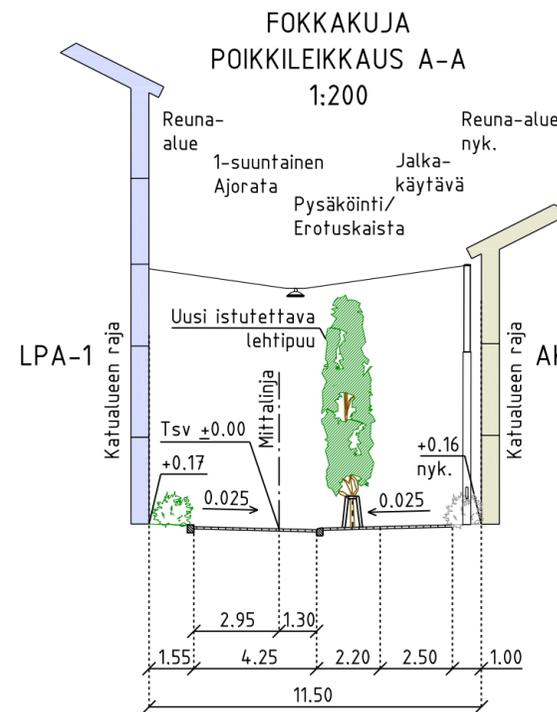 FOKKAKUJA
POIKKILEIKKAUS A-A
1:200
Reuna-
alue
Reuna-alue
nyk.
1-suuntainen
Ajorata
Jalka-
käytävä
Pysäköinti/
Erotuskaista
Uusi istutettava
lehtipuu
LPA-1
Katualueen raja
Mittalinja
Katualueen raja
Tsv ±0.00
+0.17
+0.16
nyk.
0.025
0.025
2.95
1.30
1.55
4.25
2.20
2.50
1.00
11.50